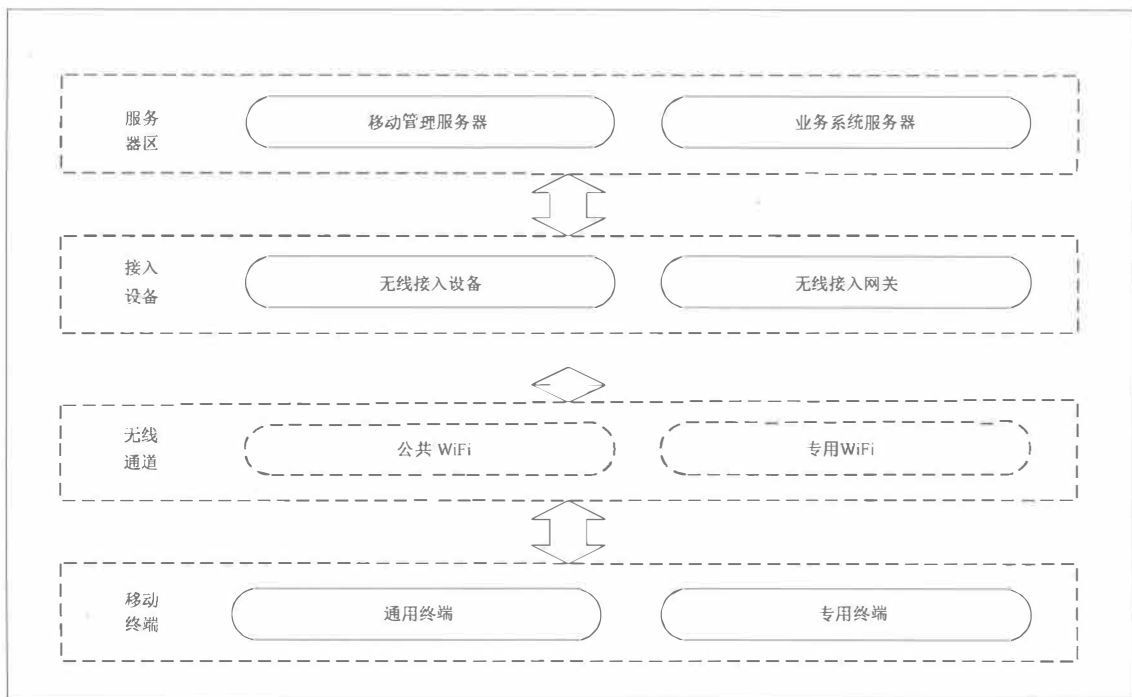 服务
器区
移动管理服务器
业务系统服务器
接入
设备
无线接入设备
无线接入网关
无线
通道
公共 WiFi
专用WiFi
移动
终端
通用终端
专用终端